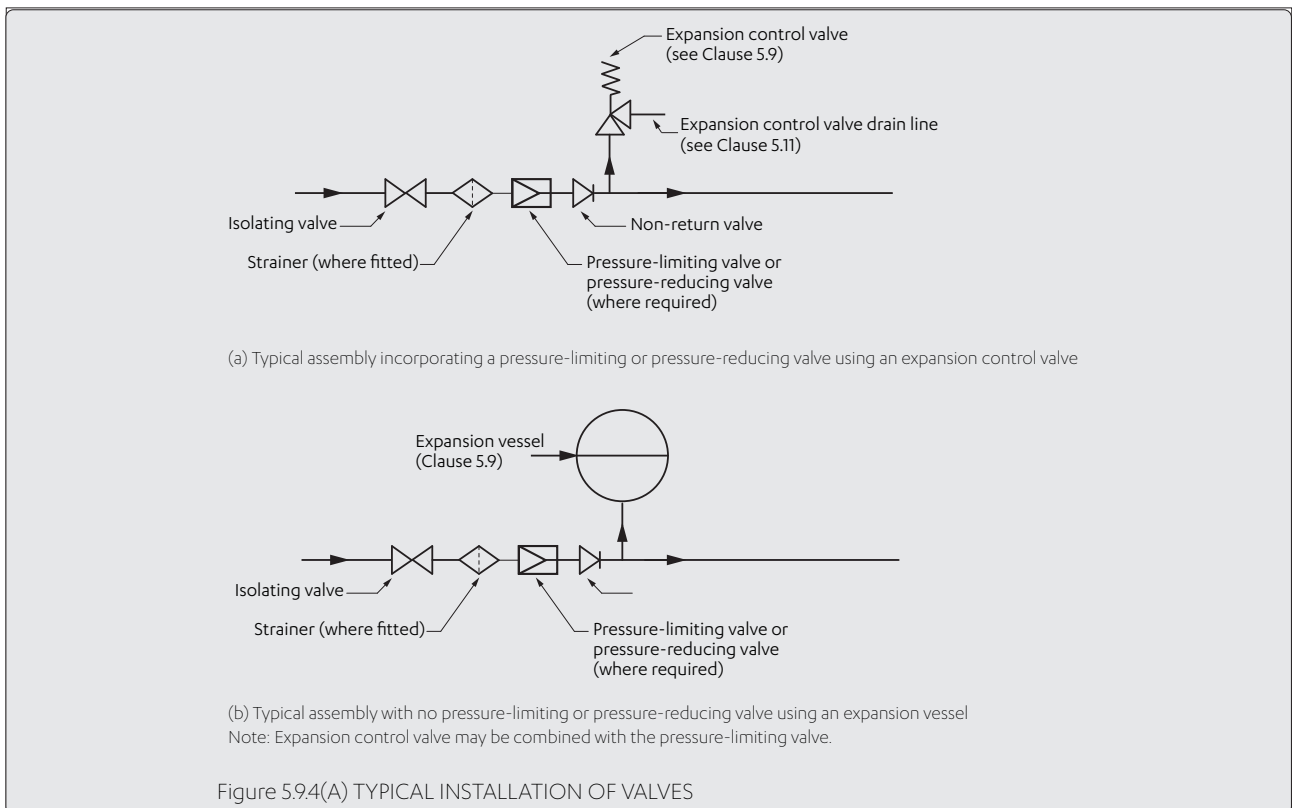 Expansion control valve
(see Clause 5.9)
Expansion control valve drain line
(see Clause 5.11)
Isolating valve
Non-return valve
Strainer (where fitted)
Pressure-limiting valve or
pressure-reducing valve
(where required)
(a) Typical assembly incorporating a pressure-limiting or pressure-reducing valve using an expansion control valve
Expansion vessel
(Clause 5.9)
Isolating valve
Strainer (where fitted)
Pressure-limiting valve or
pressure-reducing valve
(where required)
(b) Typical assembly with no pressure-limiting or pressure-reducing valve using an expansion vessel
Note: Expansion control valve may be combined with the pressure-limiting valve.
Figure 5.9.4(A) TYPICAL INSTALLATION OF VALVES